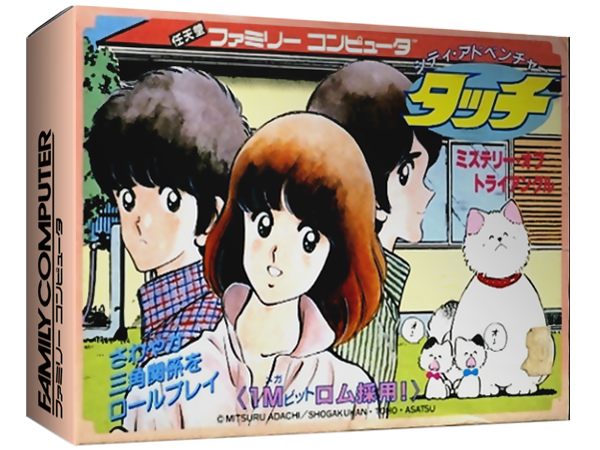 任天堂 ファミリー コンピュータ™
シティ・アドベンチャー
タッチ
ミステリー・オブ
トライアングル
FAMILY COMPUTER
ファミリー コンピュータ
さわやか
三角関係を
ロールプレイ
メガ
〈1Mビットロム採用!〉
© MITSURU ADACHI/SHOGAKUKAN・TOHO・ASATSU